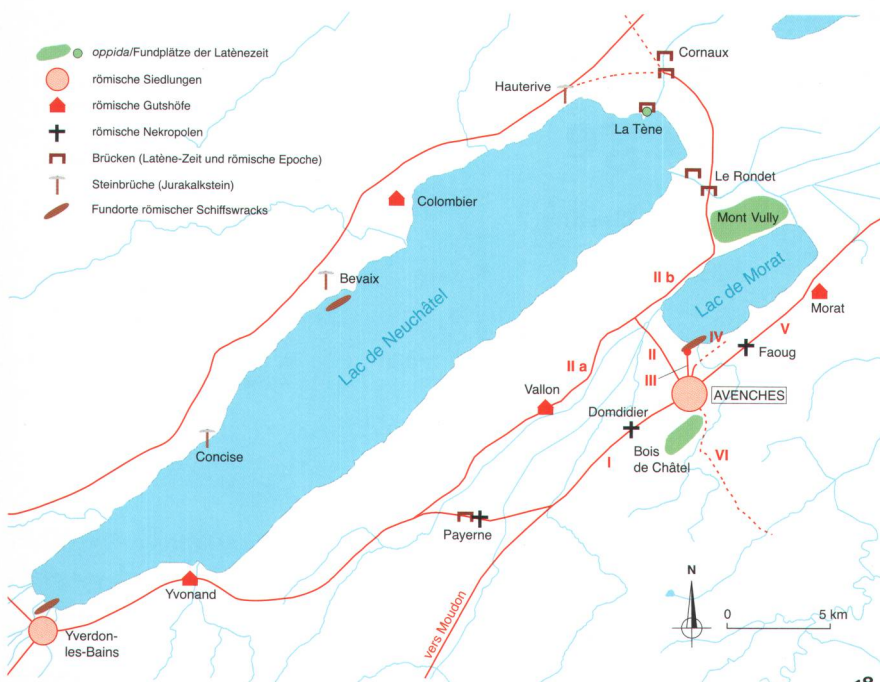 oppida/Fundplätze der Latènezeit
römische Siedlungen
römische Gutshöfe
römische Nekropolen
Brücken (Latène-Zeit und römische Epoche)
Steinbrüche (Jurakalkstein)
Fundorte römischer Schiffswracks
Cornaux
Hauterive
La Tène
Le Rondet
Colombier
Mont Vully
Bevaix
Lac de Neuchâtel
II b
Lac de Morat
Morat
IV
V
II
Faoug
II a
III
Vallon
AVENCHES
Domdidier
Concise
Bois
de Châtel
VI
I
Payerne
N
Yvonand
0 5 km
vers Moudon
Yverdon-
les-Bains